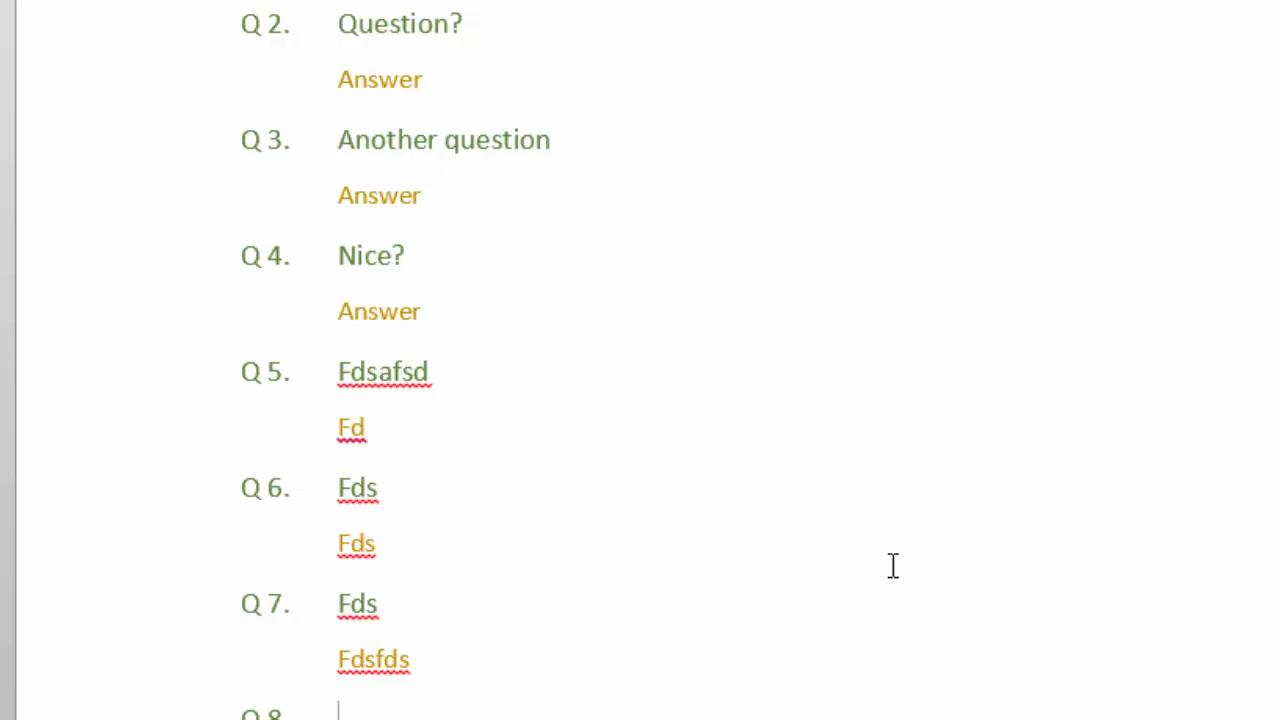 Q 2. Question?
Answer
Q 3. Another question
Answer
Q 4. Nice?
Answer
Q 5. Fdsafsd
Fd
Q 6. Fds
Fds
Q 7. Fds
Fdsfds
Q 8.